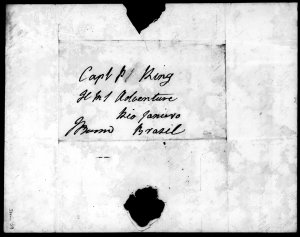 Capt P P King
H M S Adventure
Rio Janeiro
Brasil